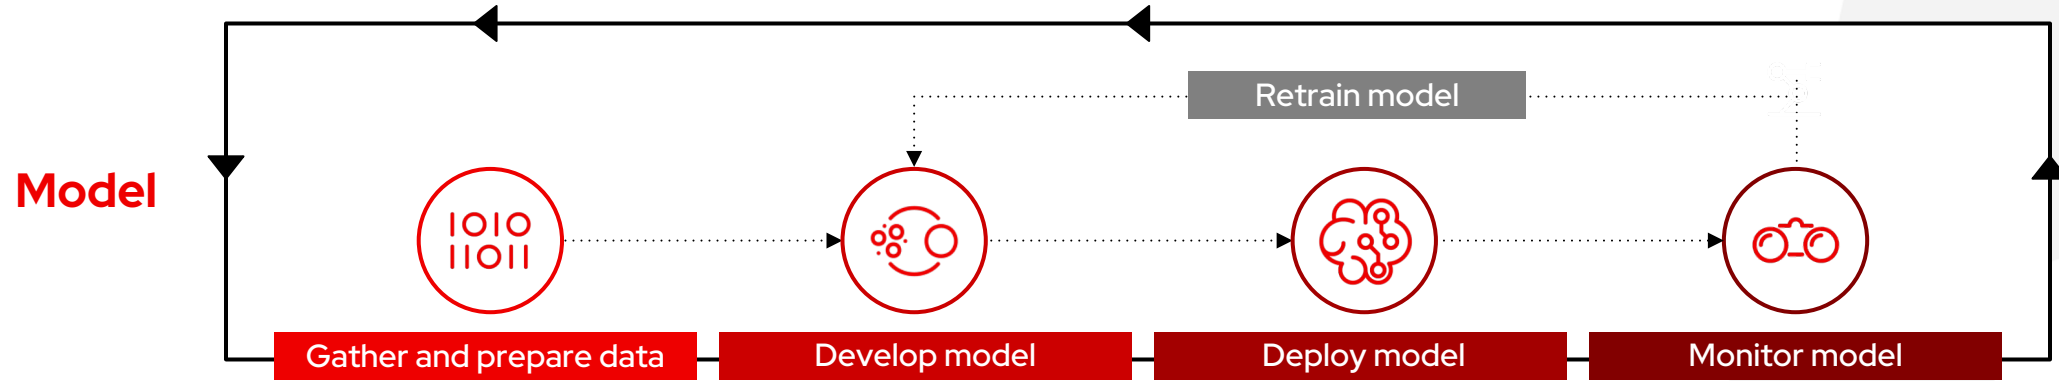 Retrain model
Model
1010
11011
Gather and prepare data
Develop model
Deploy model
Monitor model